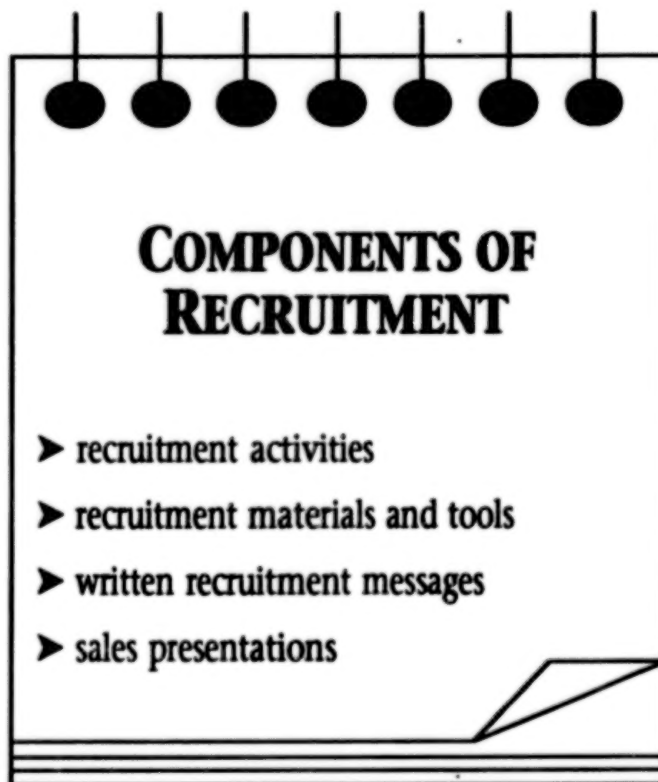 COMPONENTS OF
RECRUITMENT
➤ recruitment activities
➤ recruitment materials and tools
➤ written recruitment messages
➤ sales presentations